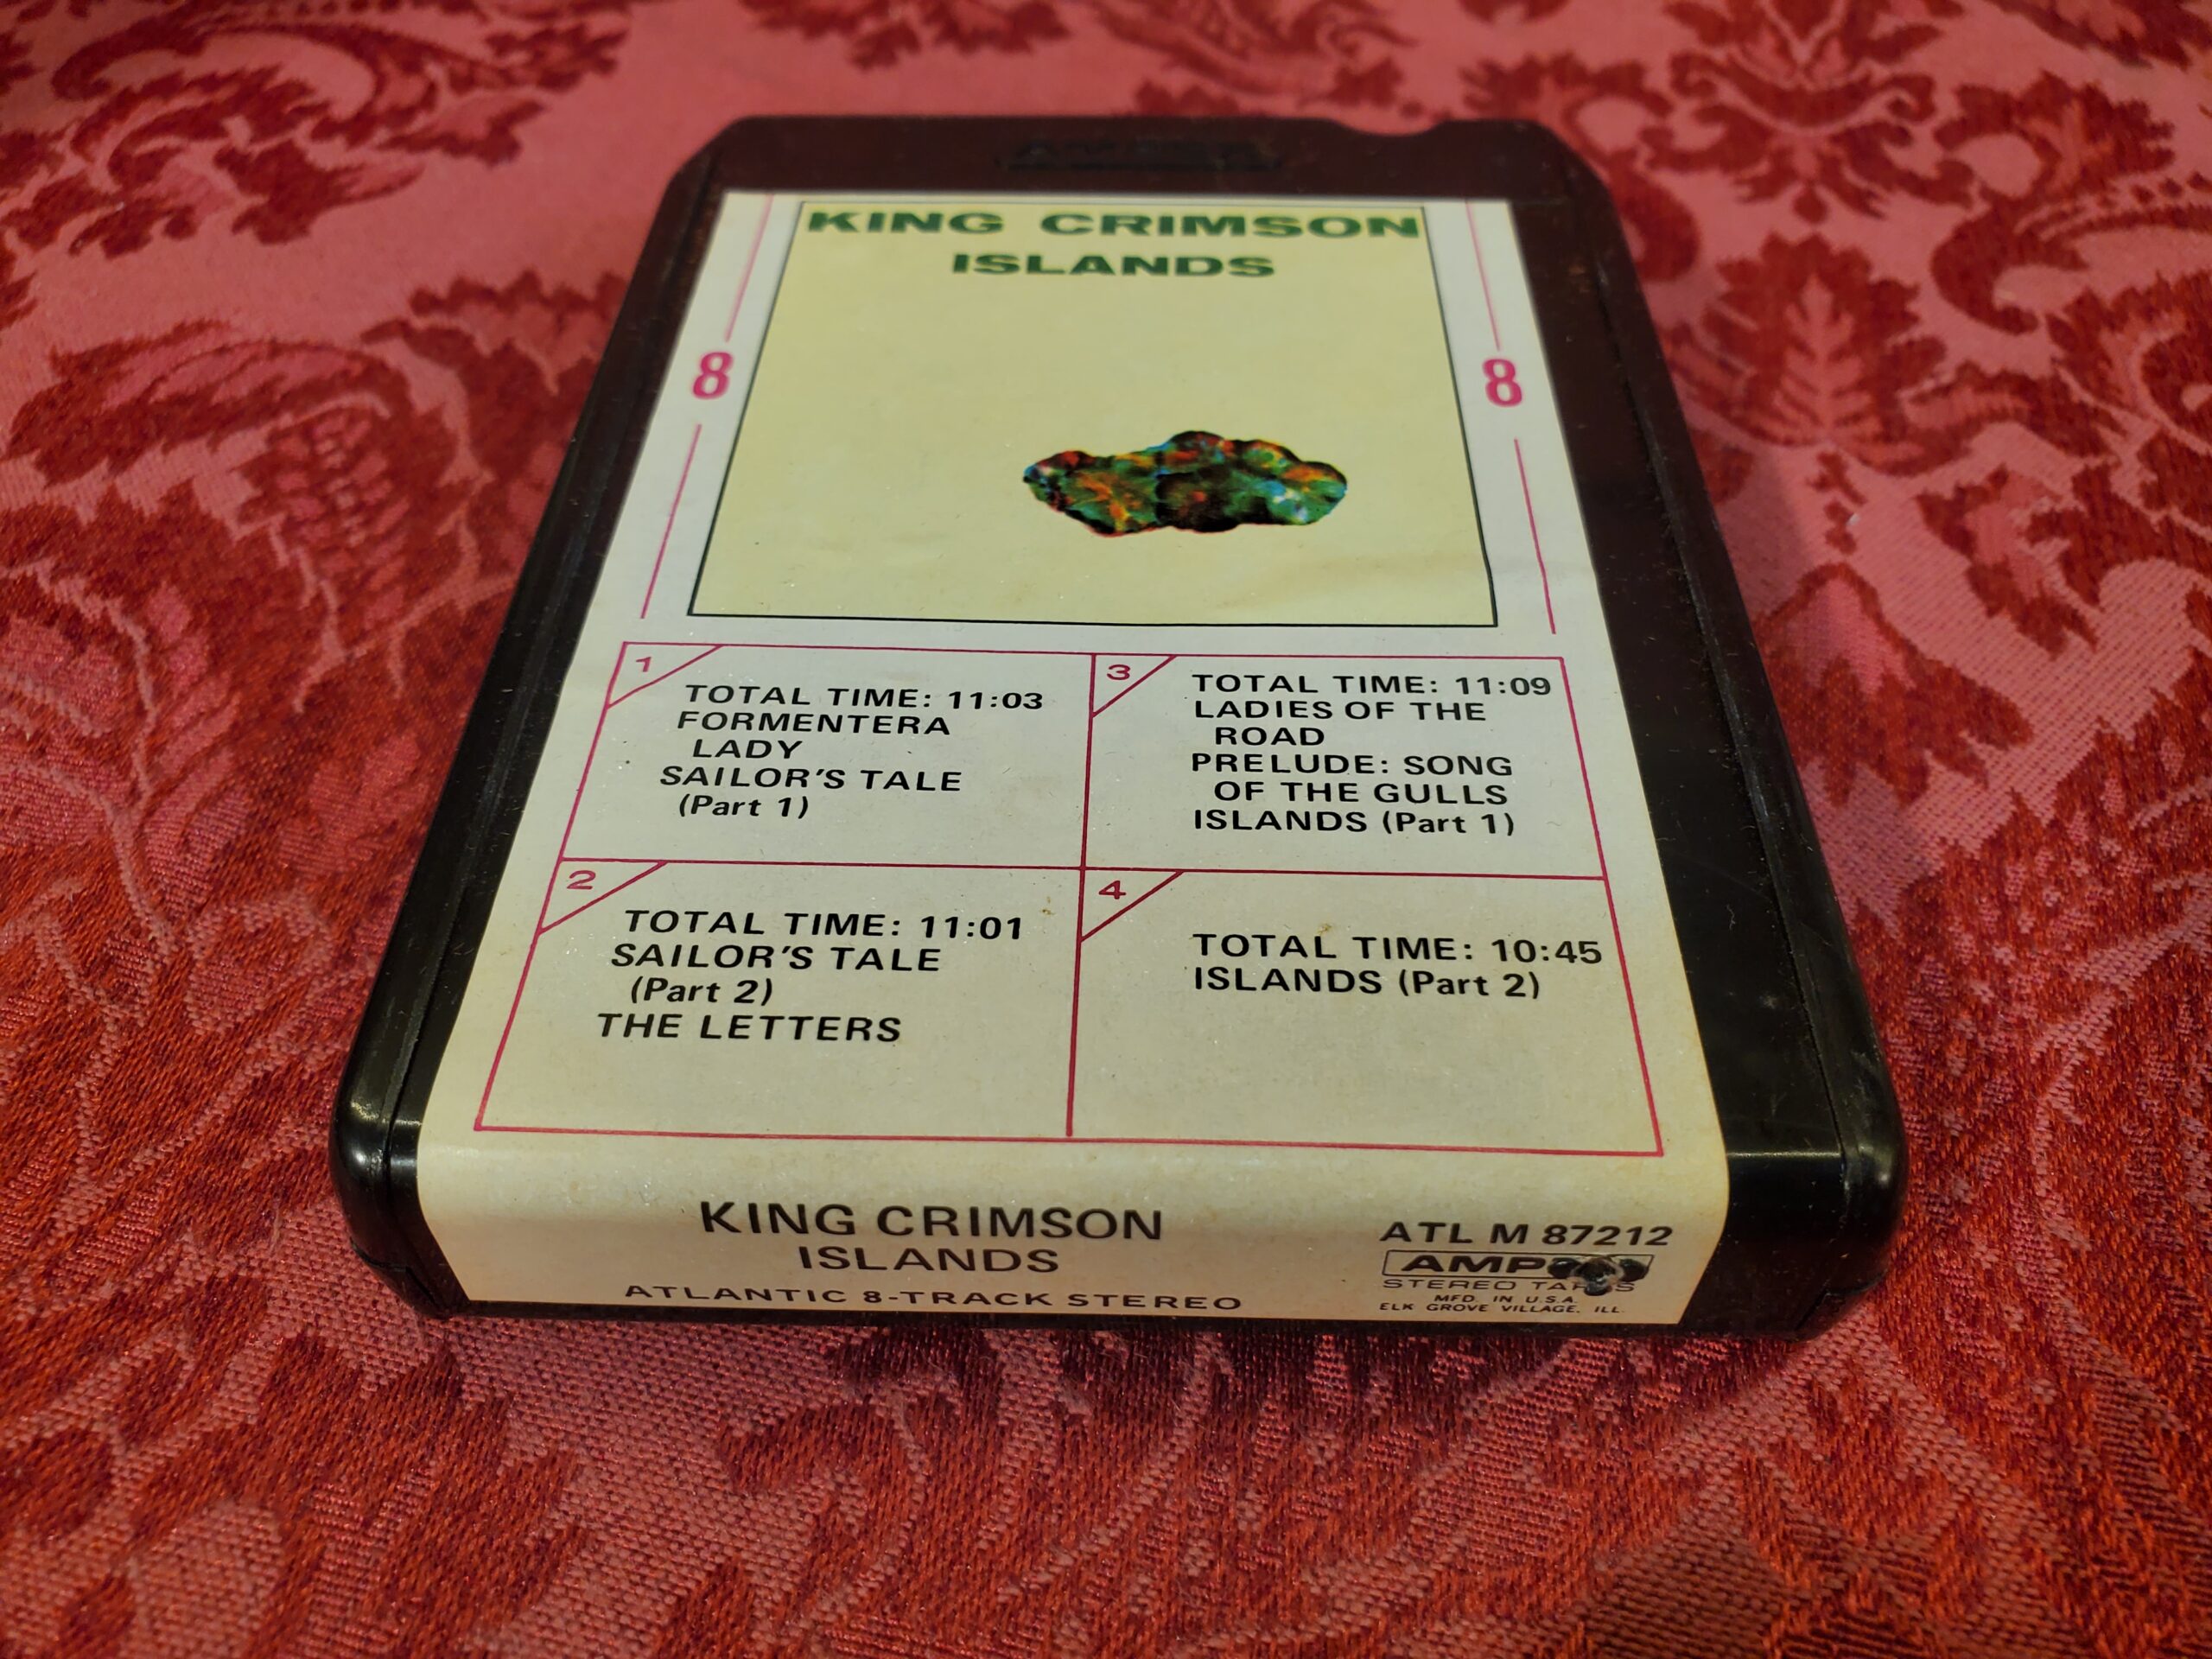 KING CRIMSON
ISLANDS
8
8
1
TOTAL TIME: 11:03
FORMENTERA
LADY
SAILOR'S TALE
(Part 1)
2
TOTAL TIME: 11:01
SAILOR'S TALE
(Part 2)
THE LETTERS
3
TOTAL TIME: 11:09
LADIES OF THE
ROAD
PRELUDE: SONG
OF THE GULLS
ISLANDS (Part 1)
4
TOTAL TIME: 10:45
ISLANDS (Part 2)
KING CRIMSON
ISLANDS
ATLANTIC 8-TRACK STEREO
ATL M 87212
STEREO
MFD. IN U.S.A.
ELK GROVE VILLAGE, ILL.